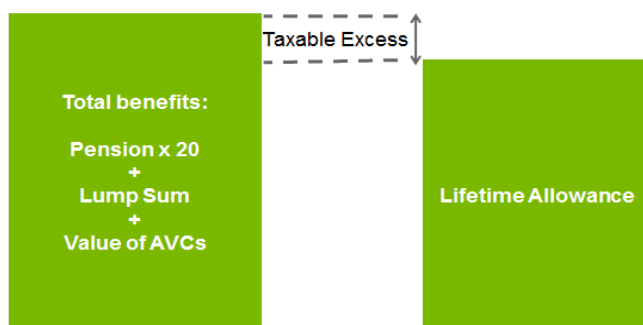 Taxable Excess
Total benefits:
Pension x 20
+
Lump Sum
+
Value of AVCs
Lifetime Allowance